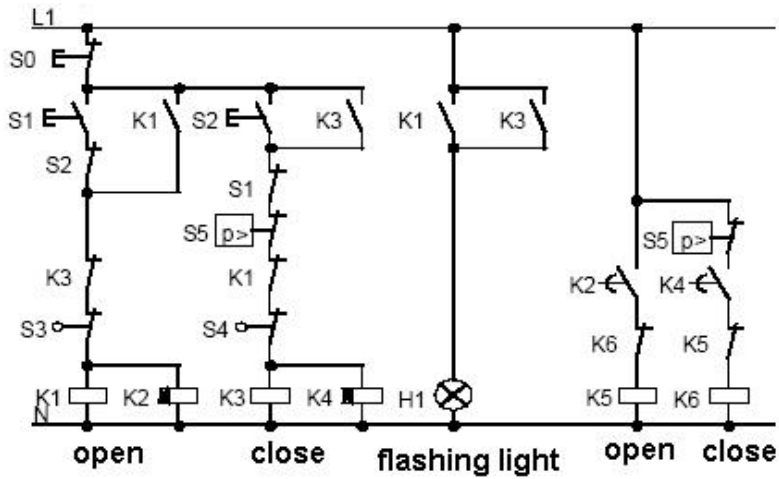 L1
S0
S1 K1 S2 K3 K1 K3
S2
S1
S5 p> S5 p>
K3 K1 K2 K4
S3 S4 K6 K5
K1 K2 K3 K4 H1 K5 K6
N
open close flashing light open close